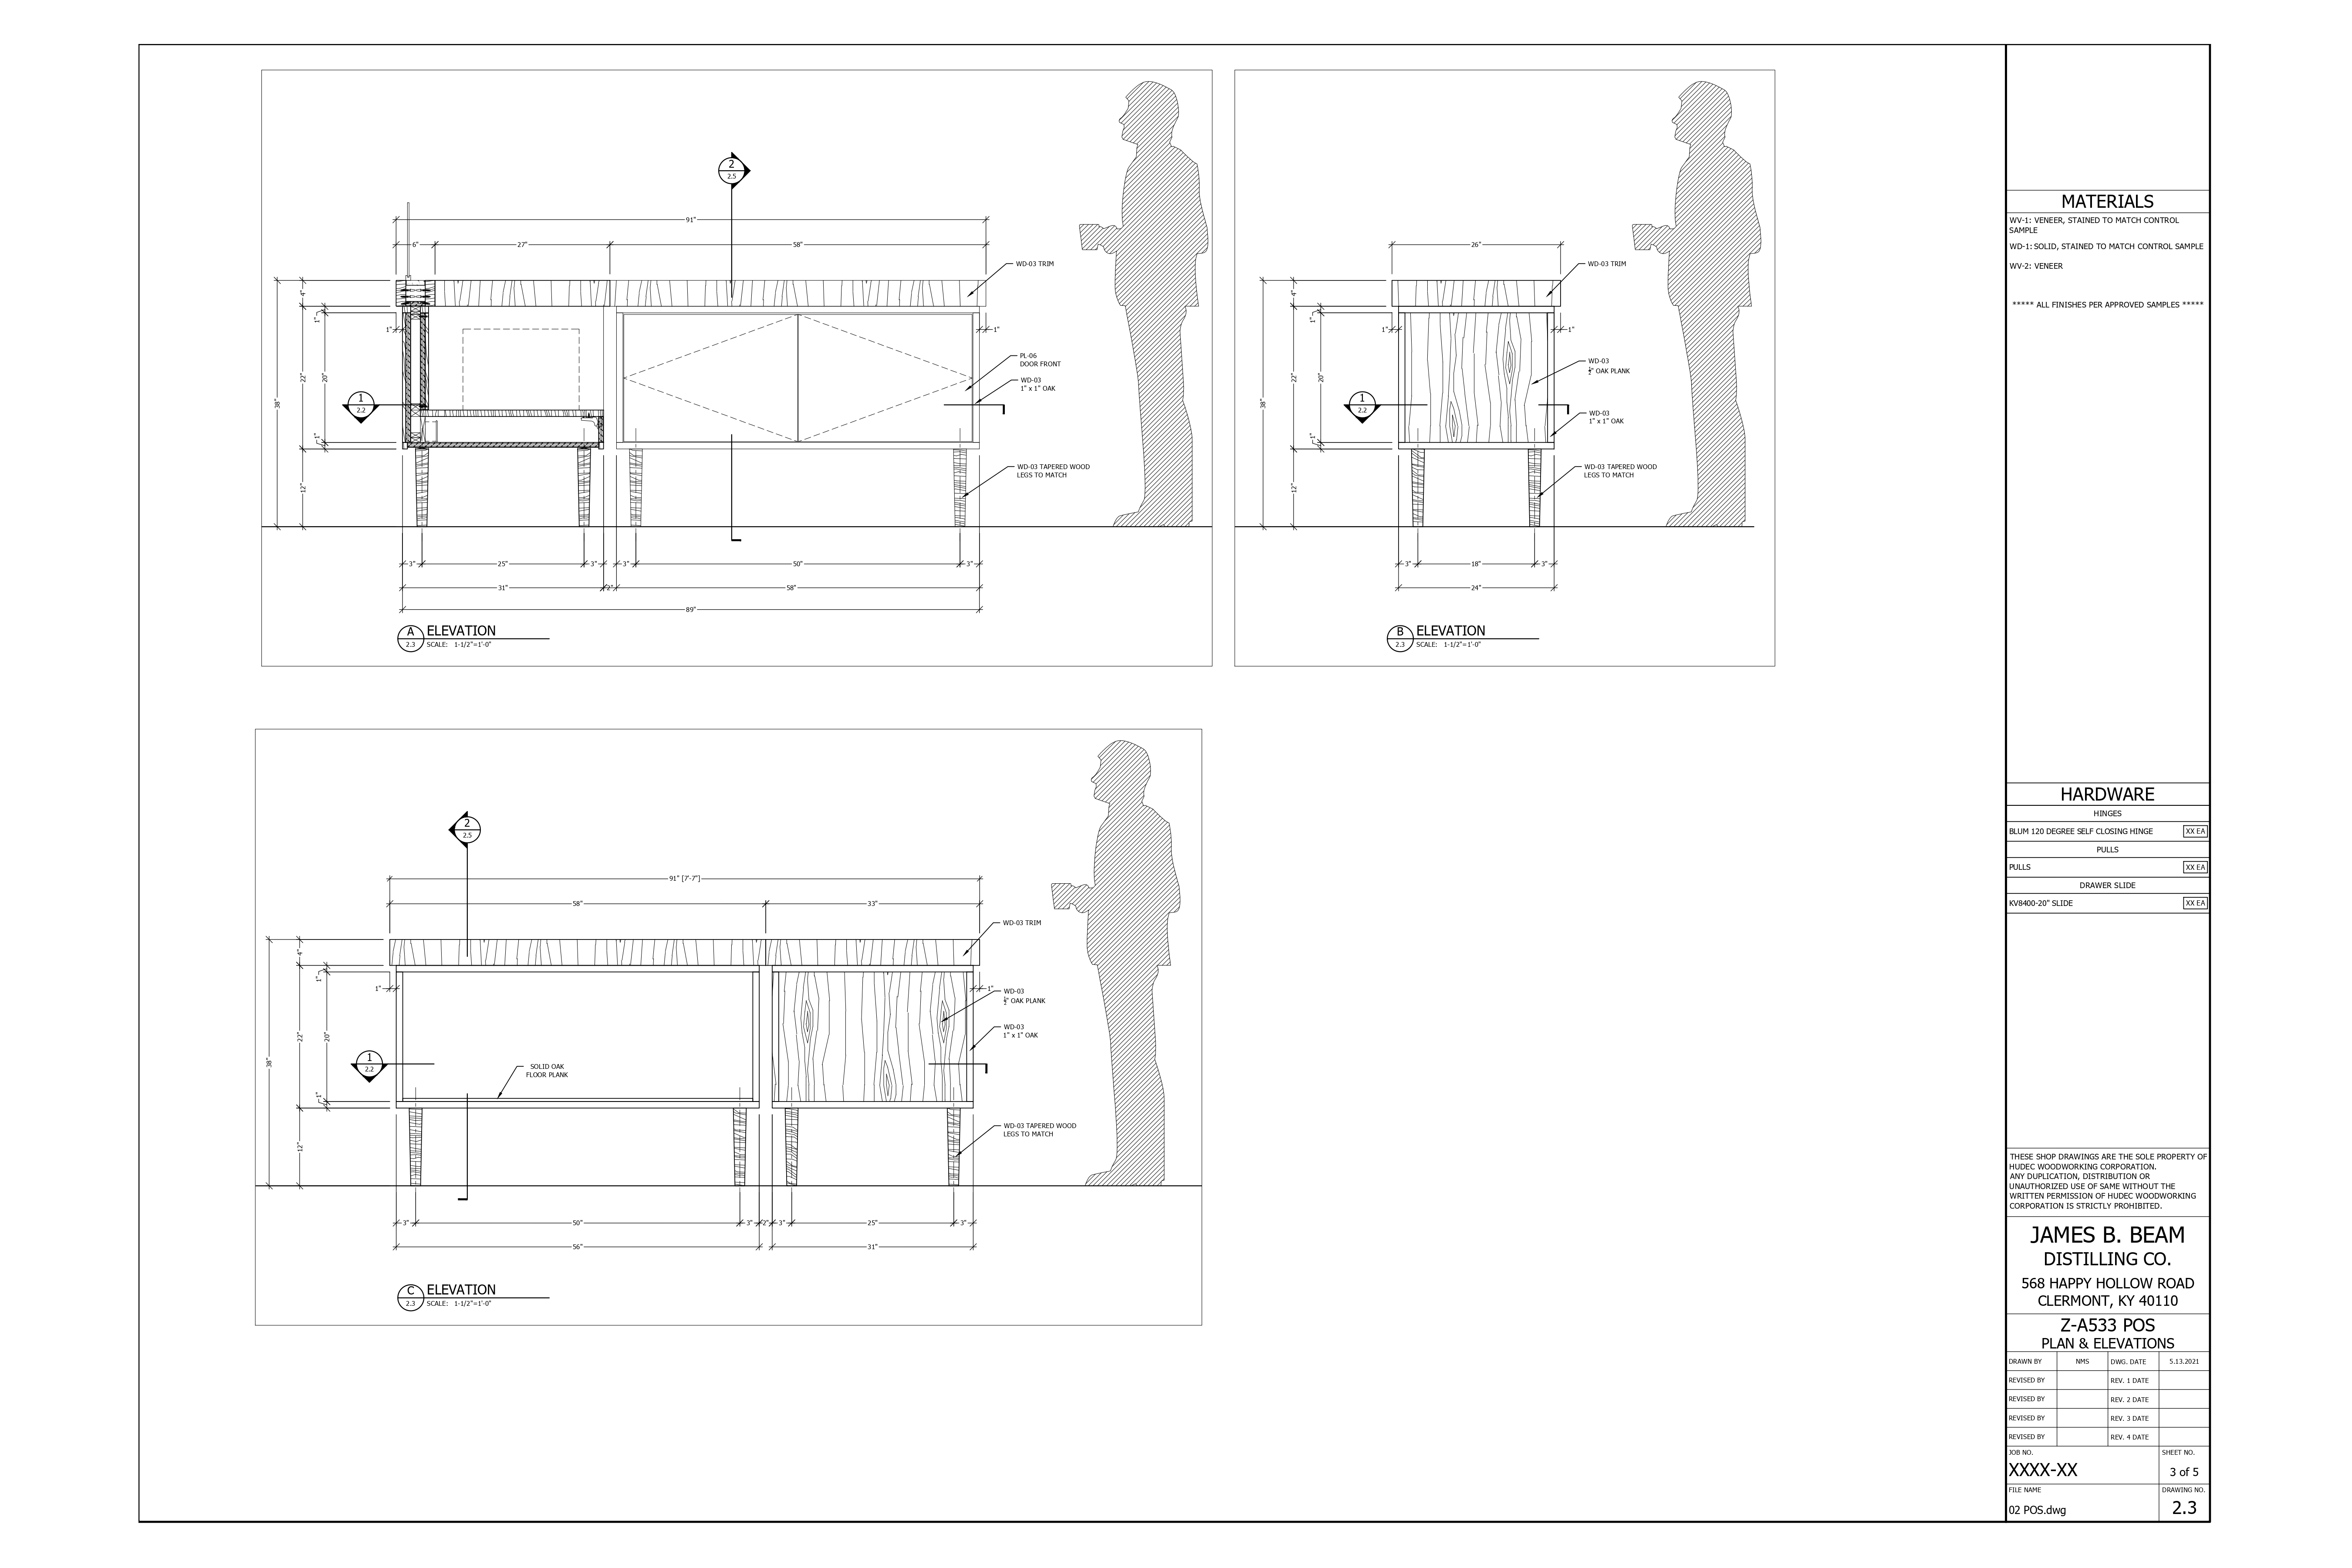 2
2.5
91"
6"
27"
58"
WD-03 TRIM
4"
1"
1"
1"
PL-06
DOOR FRONT
WD-03
1" x 1" OAK
38"
22"
20"
1
2.2
1"
WD-03 TAPERED WOOD
LEGS TO MATCH
12"
3"
25"
3"
3"
50"
3"
31"
2"
58"
89"
A
2.3
ELEVATION
SCALE: 1-1/2"=1'-0"
26"
WD-03 TRIM
4"
1"
1"
1"
WD-03
½" OAK PLANK
38"
22"
20"
1
2.2
WD-03
1" x 1" OAK
1"
WD-03 TAPERED WOOD
LEGS TO MATCH
12"
3"
18"
3"
24"
B
2.3
ELEVATION
SCALE: 1-1/2"=1'-0"
2
2.5
91" [7'-7"]
58"
33"
WD-03 TRIM
4"
1"
1"
1"
WD-03
½" OAK PLANK
WD-03
1" x 1" OAK
38"
22"
20"
1
2.2
SOLID OAK
FLOOR PLANK
1"
WD-03 TAPERED WOOD
LEGS TO MATCH
12"
3"
50"
3"
2"
3"
25"
3"
56"
31"
C
2.3
ELEVATION
SCALE: 1-1/2"=1'-0"
MATERIALS
WV-1: VENEER, STAINED TO MATCH CONTROL
SAMPLE
WD-1: SOLID, STAINED TO MATCH CONTROL SAMPLE
WV-2: VENEER
***** ALL FINISHES PER APPROVED SAMPLES *****
HARDWARE
HINGES
BLUM 120 DEGREE SELF CLOSING HINGE XX EA
PULLS
PULLS XX EA
DRAWER SLIDE
KV8400-20" SLIDE XX EA
THESE SHOP DRAWINGS ARE THE SOLE PROPERTY OF
HUDEC WOODWORKING CORPORATION.
ANY DUPLICATION, DISTRIBUTION OR
UNAUTHORIZED USE OF SAME WITHOUT THE
WRITTEN PERMISSION OF HUDEC WOODWORKING
CORPORATION IS STRICTLY PROHIBITED.
JAMES B. BEAM
DISTILLING CO.
568 HAPPY HOLLOW ROAD
CLERMONT, KY 40110
Z-A533 POS
PLAN & ELEVATIONS
DRAWN BY NMS DWG. DATE 5.13.2021
REVISED BY REV. 1 DATE
REVISED BY REV. 2 DATE
REVISED BY REV. 3 DATE
REVISED BY REV. 4 DATE
JOB NO. SHEET NO.
XXXX-XX 3 of 5
FILE NAME DRAWING NO.
02 POS.dwg 2.3